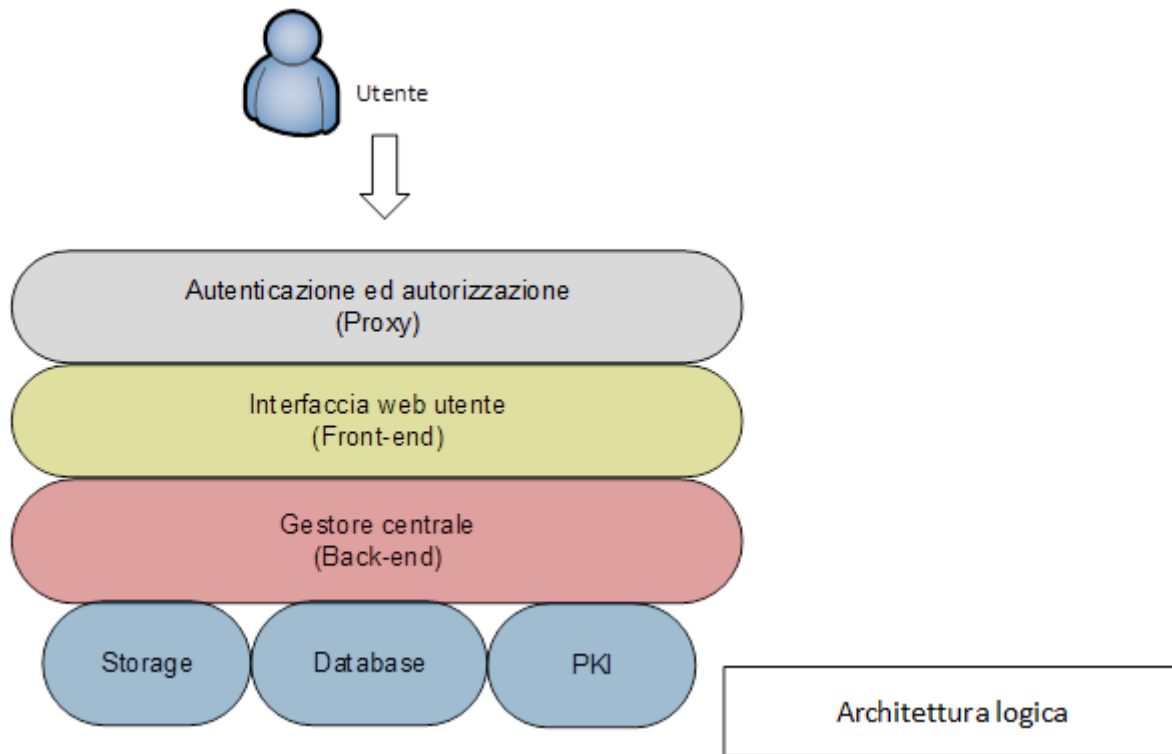 Utente
Autenticazione ed autorizzazione
(Proxy)
Interfaccia web utente
(Front-end)
Gestore centrale
(Back-end)
Storage
Database
PKI
Architettura logica